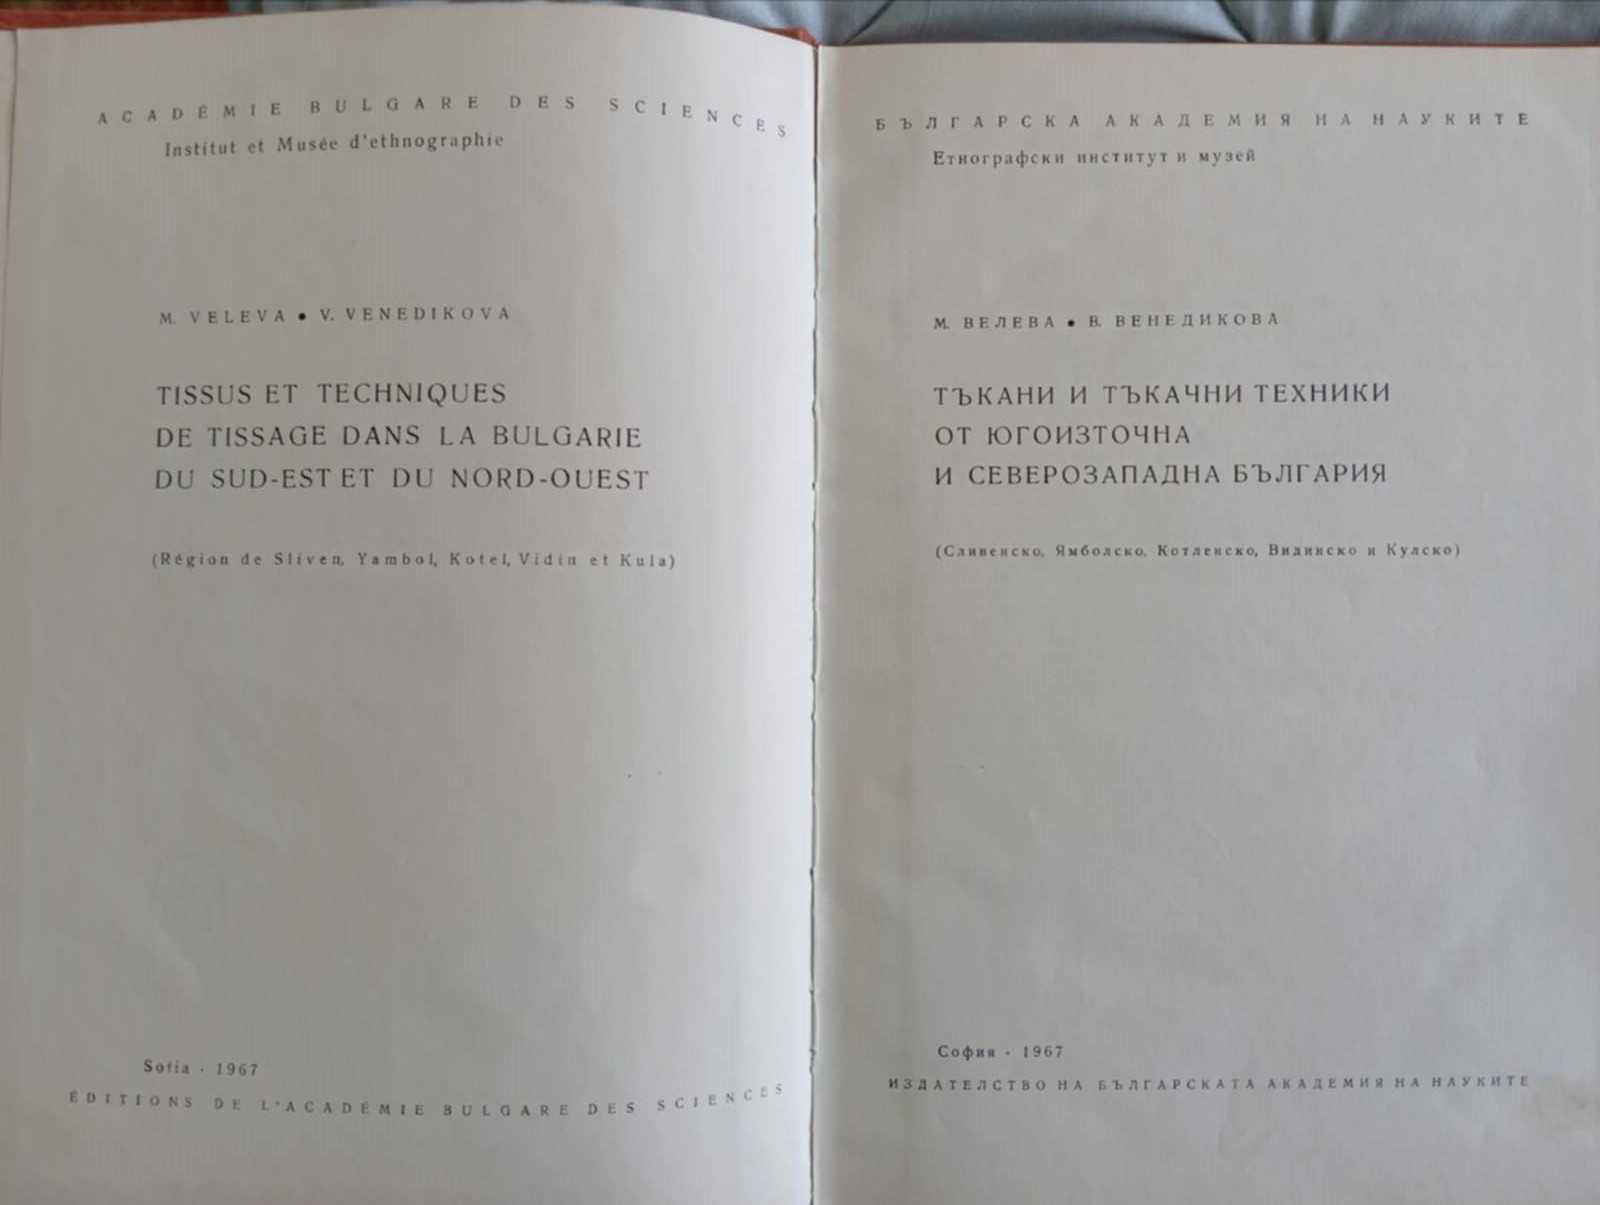 ACADÉMIE BULGARE DES SCIENCES
Institut et Musée d'ethnographie
M. VELEVA • V. VENEDIKOVA
TISSUS ET TECHNIQUES
DE TISSAGE DANS LA BULGARIE
DU SUD-EST ET DU NORD-OUEST
(Région de Sliven, Yambol, Kotel, Vidin et Kula)
Sofia · 1967
ÉDITIONS DE L'ACADÉMIE BULGARE DES SCIENCES
БЪЛГАРСКА АКАДЕМИЯ НА НАУКИТЕ
Етнографски институт и музей
М. ВЕЛЕВА • В. ВЕНЕДИКОВА
ТЪКАНИ И ТЪКАЧНИ ТЕХНИКИ
ОТ ЮГОИЗТОЧНА
И СЕВЕРОЗАПАДНА БЪЛГАРИЯ
(Сливенско, Ямболско, Котленско, Видинско и Кулско)
София · 1967
ИЗДАТЕЛСТВО НА БЪЛГАРСКАТА АКАДЕМИЯ НА НАУКИТЕ